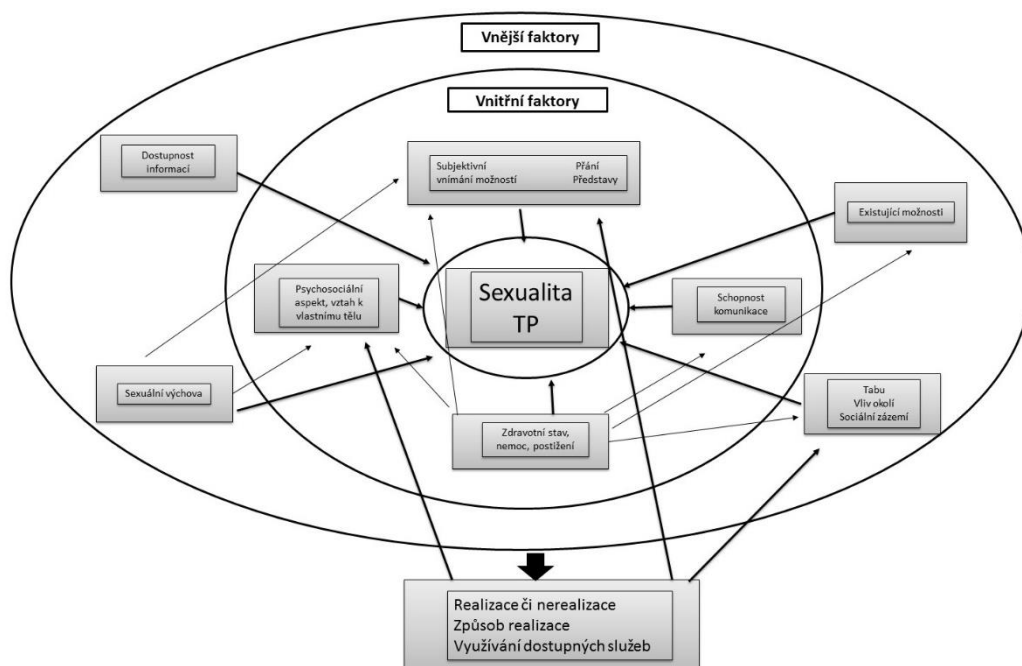 Vnější faktory
Vnitřní faktory
Dostupnost
informací
Subjektivní
vnímání možností
Přání
Představy
Existující možnosti
Psychosociální
aspekt, vztah k
vlastnímu tělu
Sexualita
TP
Schopnost
komunikace
Sexuální výchova
Tabu
Vliv okolí
Sociální zázemí
Zdravotní stav,
nemoc, postižení
Realizace či nerealizace
Způsob realizace
Využívání dostupných služeb